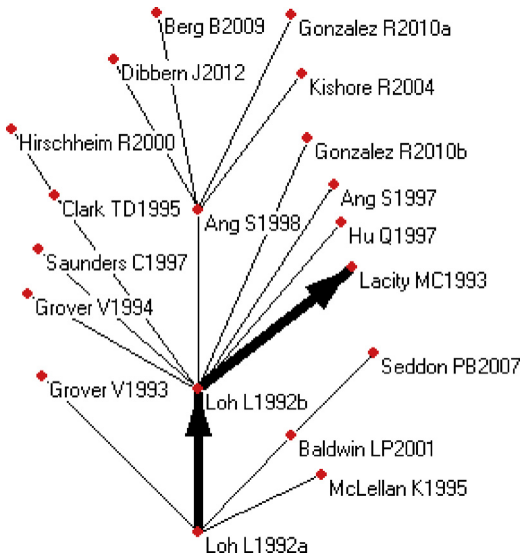 Berg B2009
Gonzalez R2010a
Dibbern J2012
Kishore R2004
Hirschheim R2000
Gonzalez R2010b
Clark TD1995
Ang S1997
Ang S1998
Hu Q1997
Saunders C1997
Lacity MC1993
Grover V1994
Seddon PB2007
Grover V1993
Loh L1992b
Baldwin LP2001
McLellan K1995
Loh L1992a